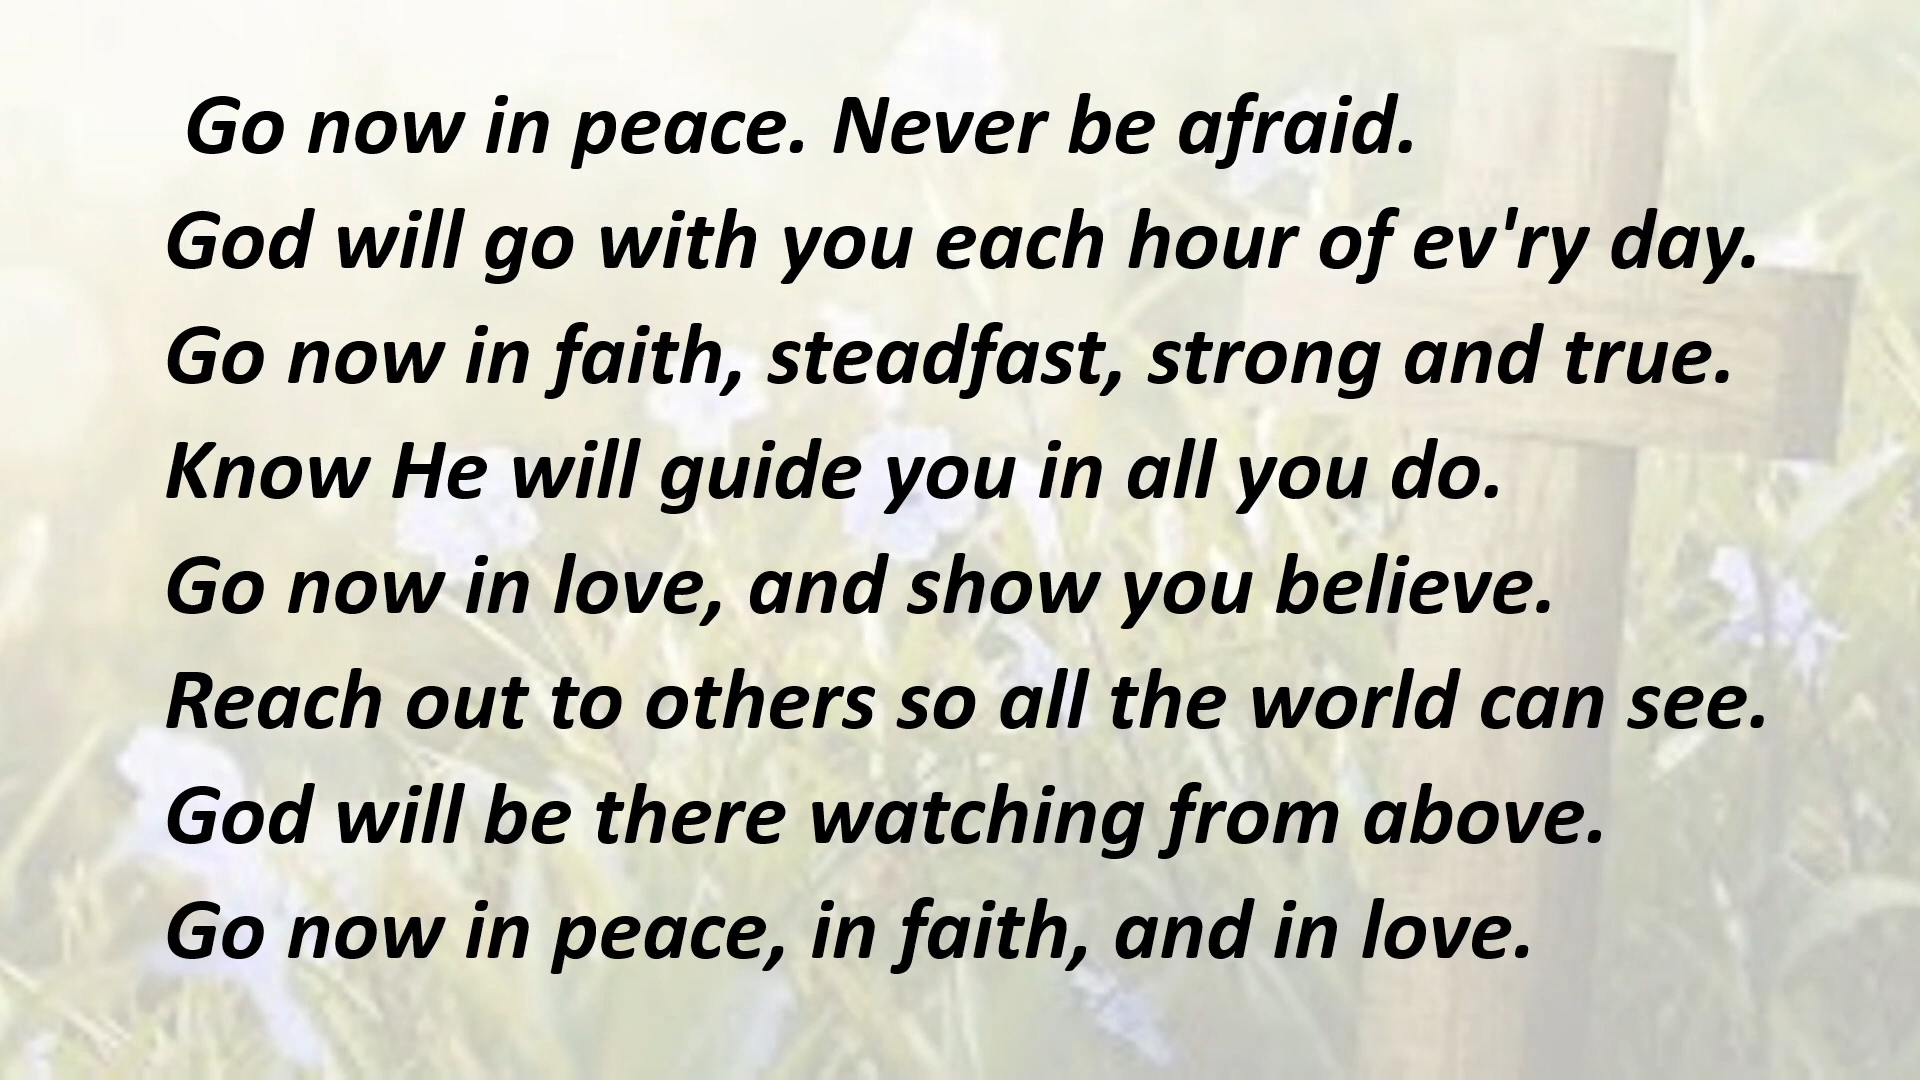 Go now in peace. Never be afraid.
God will go with you each hour of ev'ry day.
Go now in faith, steadfast, strong and true.
Know He will guide you in all you do.
Go now in love, and show you believe.
Reach out to others so all the world can see.
God will be there watching from above.
Go now in peace, in faith, and in love.